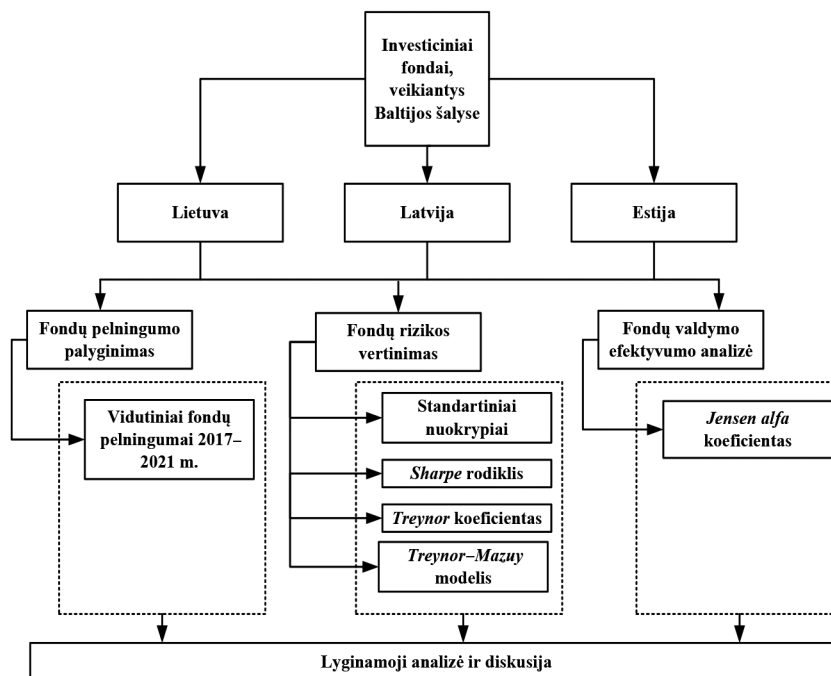 Investiciniai
fondai,
veikiantys
Baltijos šalyse
Lietuva
Latvija
Estija
Fondų pelningumo
palyginimas
Fondų rizikos
vertinimas
Fondų valdymo
efektyvumo analizė
Vidutiniai fondų
pelningumai 2017–
2021 m.
Standartiniai
nuokrypiai
Sharpe rodiklis
Treynor koeficientas
Treynor–Mazuy
modelis
Jensen alfa
koeficientas
Lyginamoji analizė ir diskusija